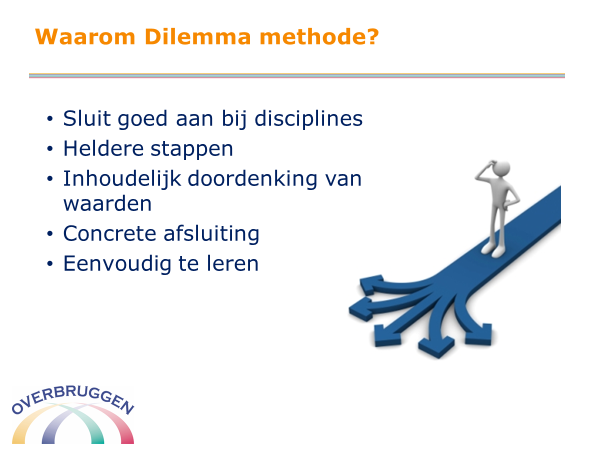 Waarom Dilemma methode?
• Sluit goed aan bij disciplines
• Heldere stappen
• Inhoudelijk doordenking van
waarden
• Concrete afsluiting
• Eenvoudig te leren
OVERBRUGGEN